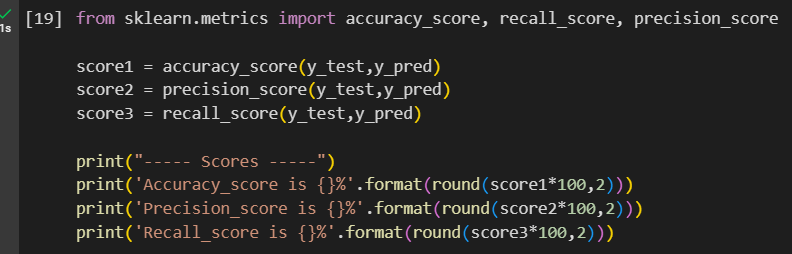 [19] from sklearn.metrics import accuracy_score, recall_score, precision_score
1s
score1 = accuracy_score(y_test,y_pred)
score2 = precision_score(y_test,y_pred)
score3 = recall_score(y_test,y_pred)
print("----- Scores -----")
print('Accuracy_score is {}%'.format(round(score1*100,2)))
print('Precision_score is {}%'.format(round(score2*100,2)))
print('Recall_score is {}%'.format(round(score3*100,2)))